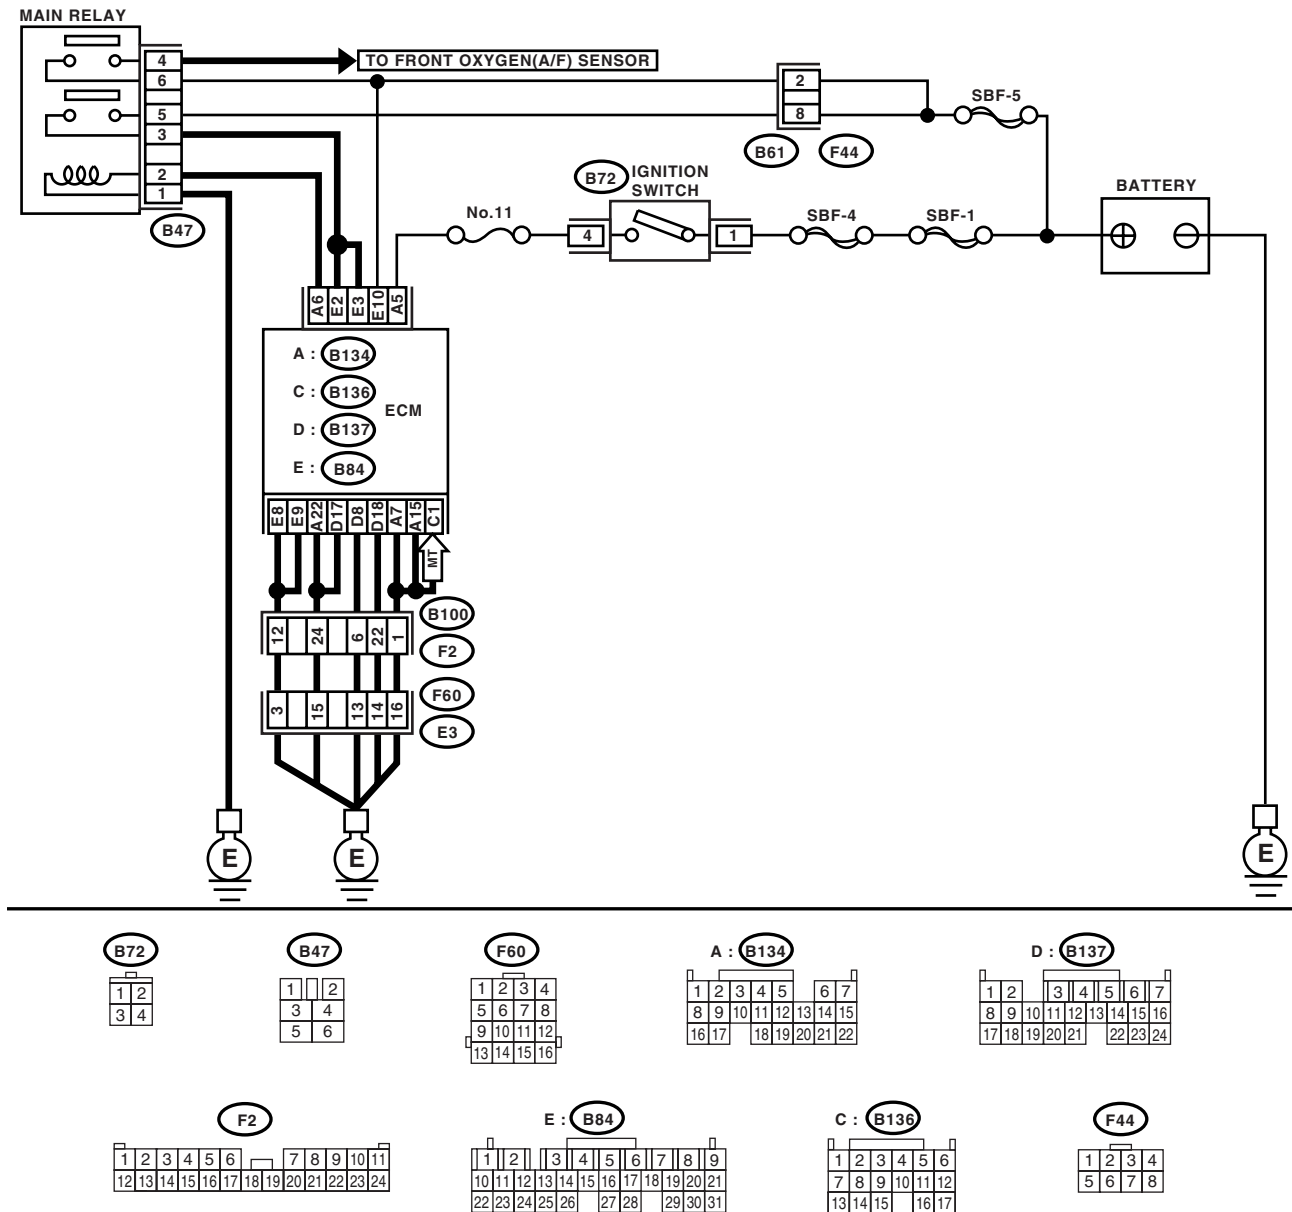 MAIN RELAY
4
6
5
3
2
1
B47
TO FRONT OXYGEN(A/F) SENSOR
2
8
B61
F44
SBF-5
B72
IGNITION
SWITCH
No.11
4
1
SBF-4
SBF-1
BATTERY
A6 E2 E3 E10 A5
A : B134
C : B136
D : B137
E : B84
ECM
E8 E9 A22 D17 D8 D18 A7 A15 C1
MT
B100
12 24 6 22 1
F2
F60
3 15 13 14 16
E3
E
E
E
B72
1 2
3 4
B47
1 2
3 4
5 6
F60
1 2 3 4
5 6 7 8
9 10 11 12
13 14 15 16
A : B134
1 2 3 4 5 6 7
8 9 10 11 12 13 14 15
16 17 18 19 20 21 22
D : B137
1 2 3 4 5 6 7
8 9 10 11 12 13 14 15 16
17 18 19 20 21 22 23 24
F2
1 2 3 4 5 6 7 8 9 10 11
12 13 14 15 16 17 18 19 20 21 22 23 24
E : B84
1 2 3 4 5 6 7 8 9
10 11 12 13 14 15 16 17 18 19 20 21
22 23 24 25 26 27 28 29 30 31
C : B136
1 2 3 4 5 6
7 8 9 10 11 12
13 14 15 16 17
F44
1 2 3 4
5 6 7 8